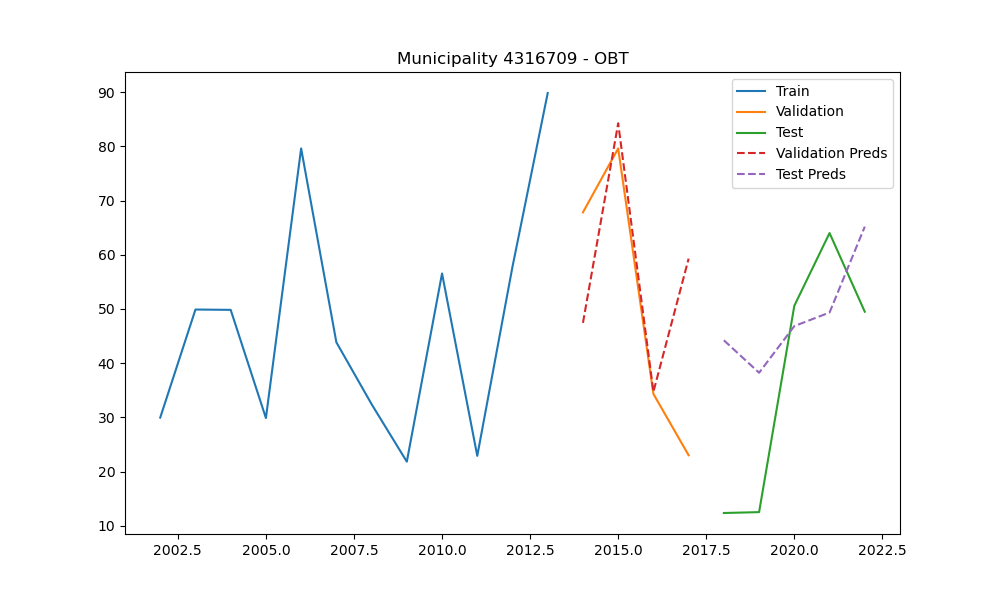 Municipality 4316709 - OBT
90
80
70
60
50
40
30
20
10
Train
Validation
Test
Validation Preds
Test Preds
2002.5 2005.0 2007.5 2010.0 2012.5 2015.0 2017.5 2020.0 2022.5